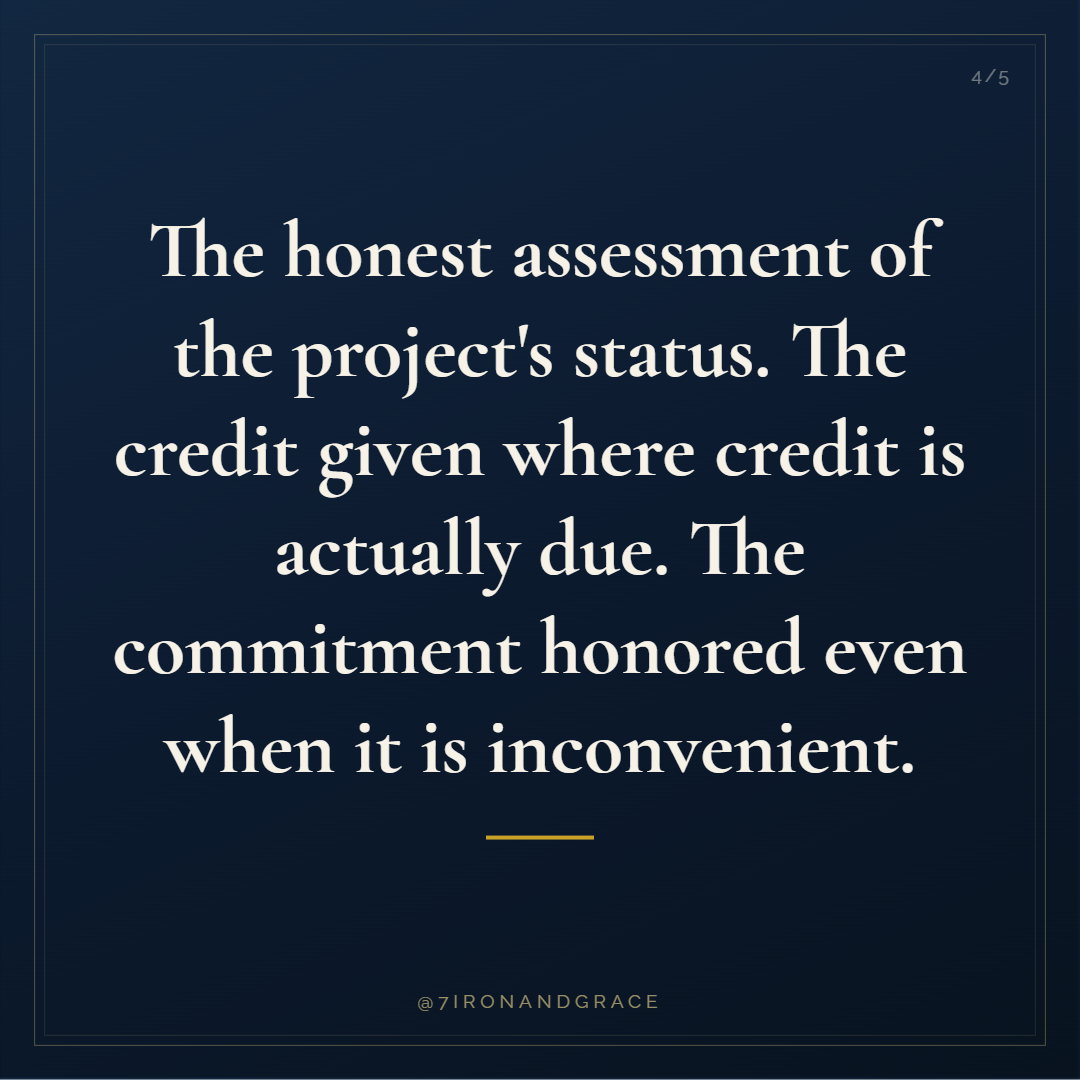 4/5
The honest assessment of
the project's status. The
credit given where credit is
actually due. The
commitment honored even
when it is inconvenient.
@7IRONANDGRACE